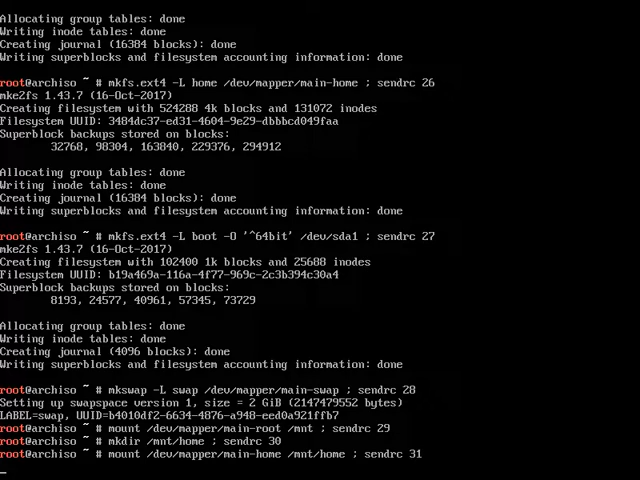 Allocating group tables: done
Writing inode tables: done
Creating journal (16384 blocks): done
Writing superblocks and filesystem accounting information: done
root@archiso ~ # mkfs.ext4 -L home /dev/mapper/main-home ; sendrc 26
mke2fs 1.43.7 (16-Oct-2017)
Creating filesystem with 524288 4k blocks and 131072 inodes
Filesystem UUID: 3484dc37-ed31-4604-9e29-dbbbcd049faa
Superblock backups stored on blocks:
32768, 98304, 163840, 229376, 294912
Allocating group tables: done
Writing inode tables: done
Creating journal (16384 blocks): done
Writing superblocks and filesystem accounting information: done
root@archiso ~ # mkfs.ext4 -L boot -O '^64bit' /dev/sda1 ; sendrc 27
mke2fs 1.43.7 (16-Oct-2017)
Creating filesystem with 102400 1k blocks and 25688 inodes
Filesystem UUID: b19a469a-116a-4f77-969c-2c3b394c30a4
Superblock backups stored on blocks:
8193, 24577, 40961, 57345, 73729
Allocating group tables: done
Writing inode tables: done
Creating journal (4096 blocks): done
Writing superblocks and filesystem accounting information: done
root@archiso ~ # mkswap -L swap /dev/mapper/main-swap ; sendrc 28
Setting up swapspace version 1, size = 2 GiB (2147479552 bytes)
LABEL=swap, UUID=b4010df2-6634-4876-a948-eed0a921ffb7
root@archiso ~ # mount /dev/mapper/main-root /mnt ; sendrc 29
root@archiso ~ # mkdir /mnt/home ; sendrc 30
root@archiso ~ # mount /dev/mapper/main-home /mnt/home ; sendrc 31